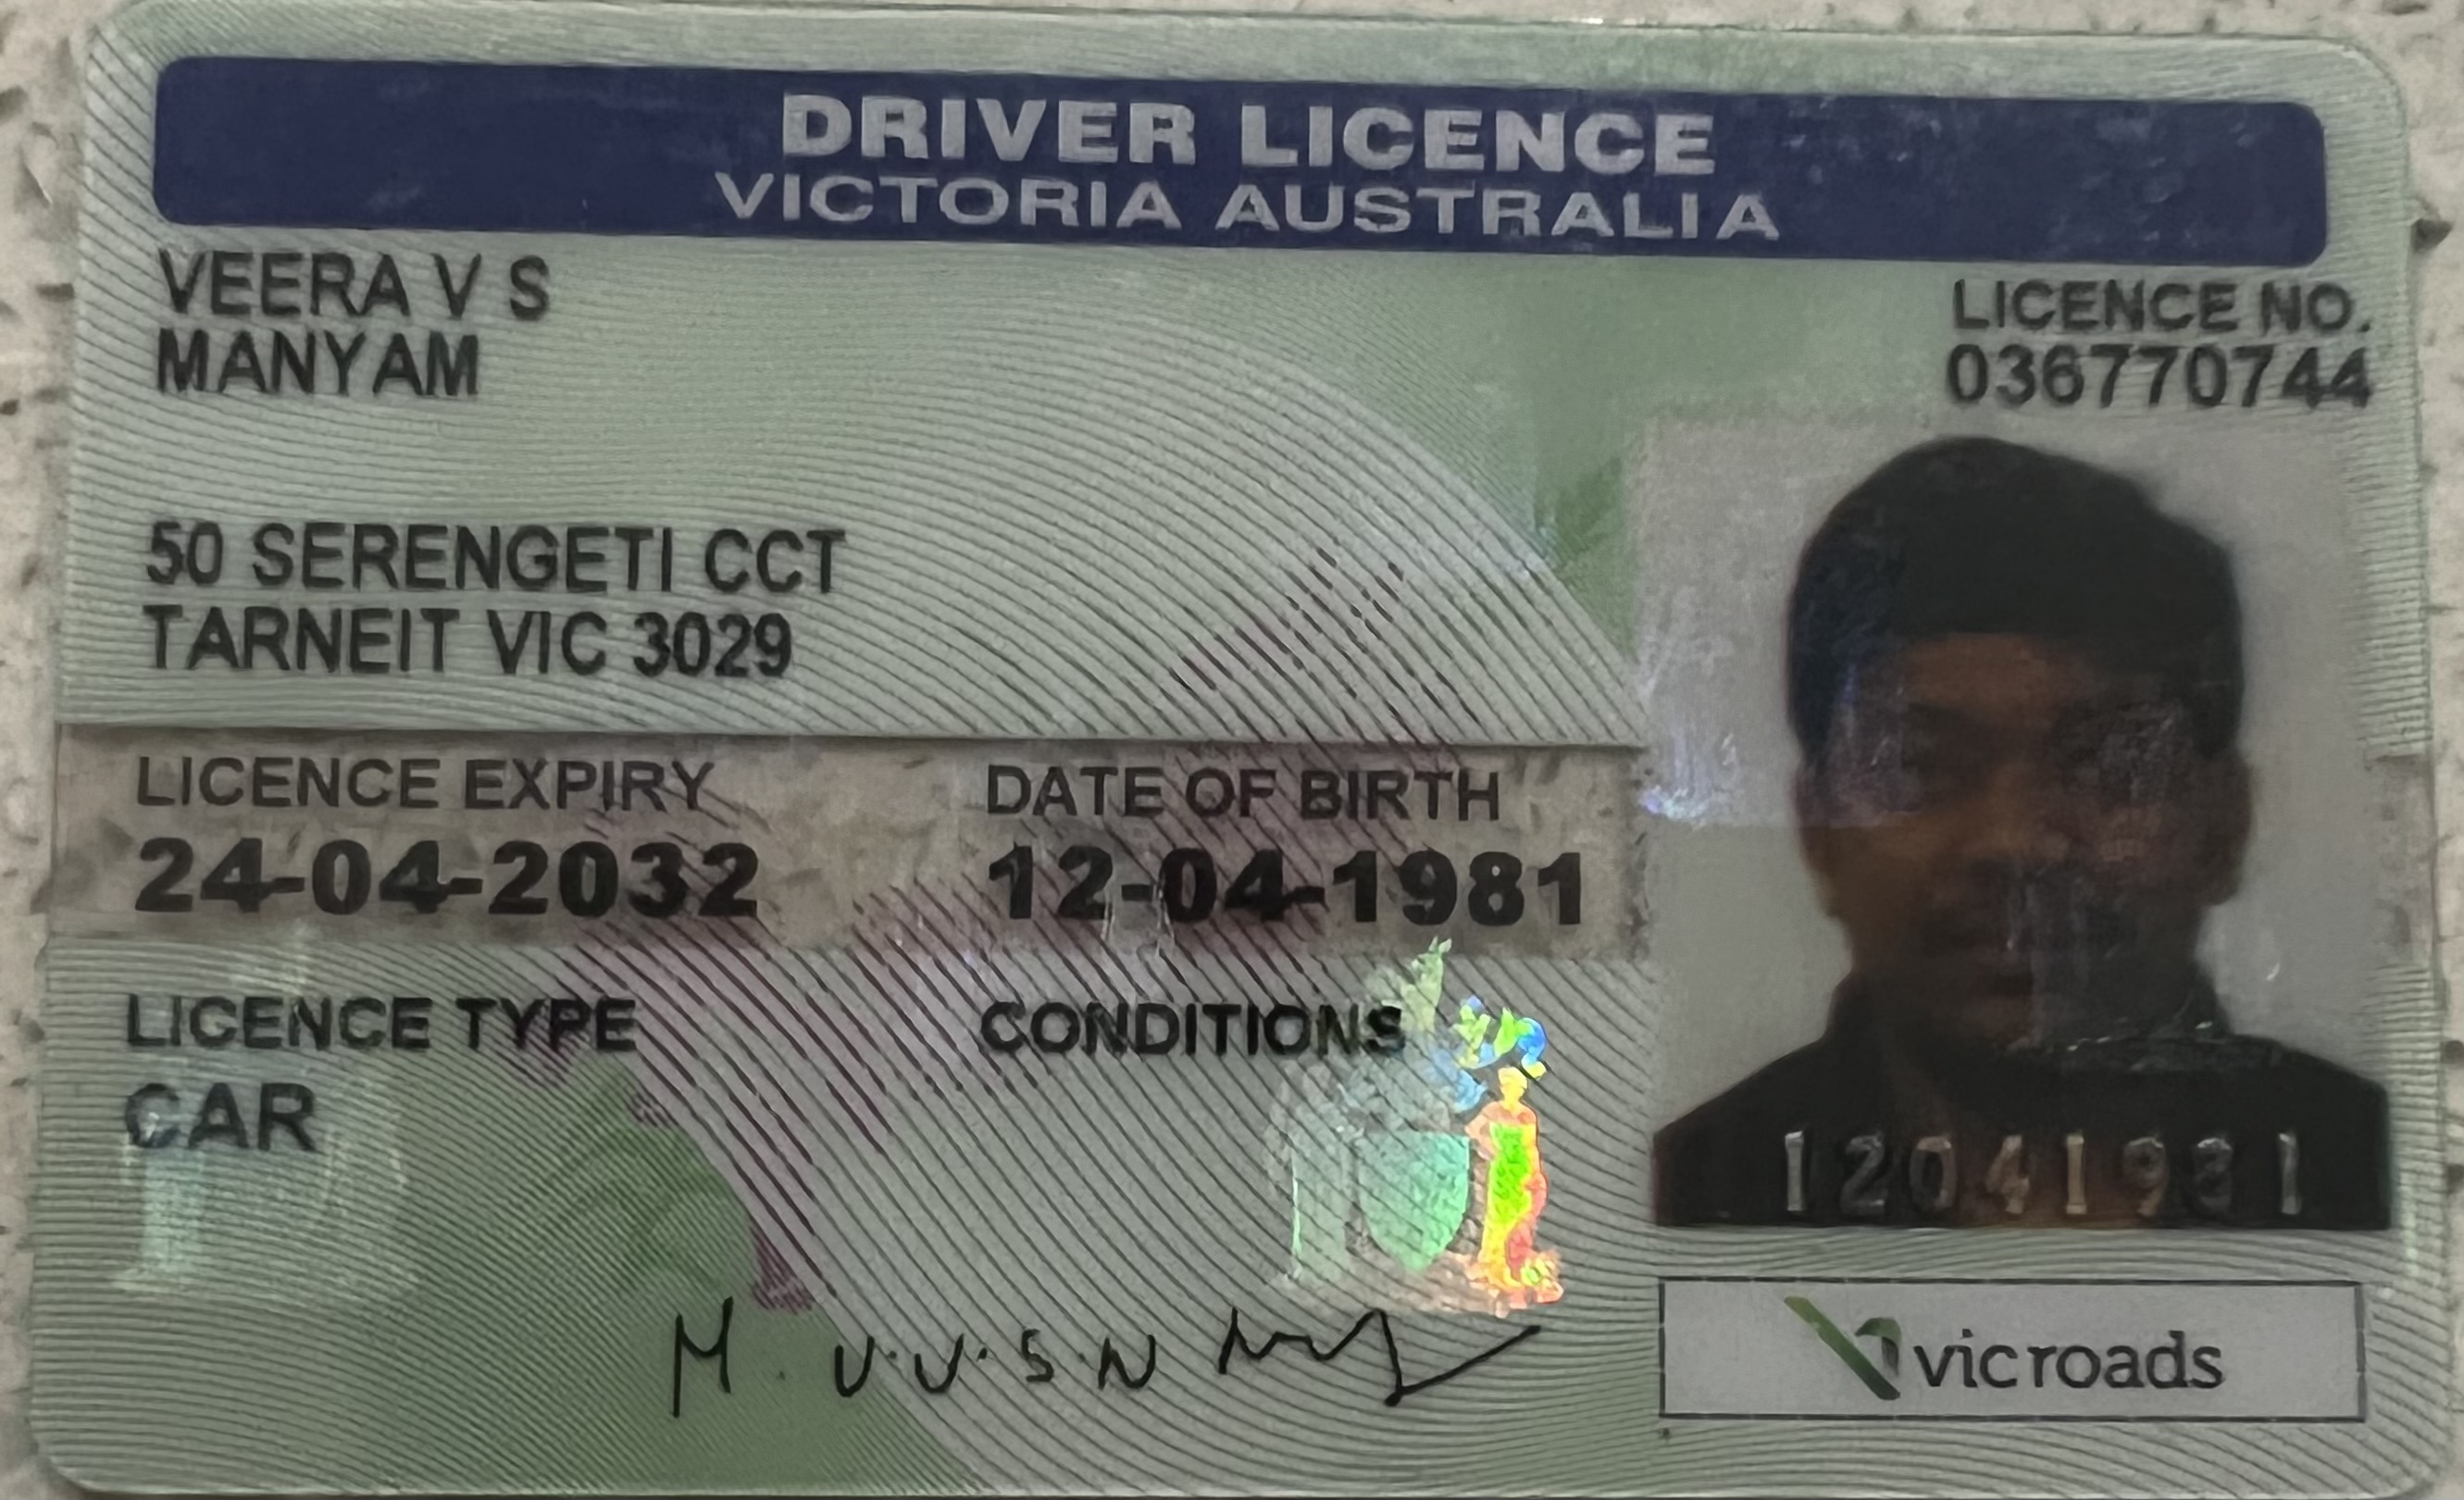 DRIVER LICENCE
VICTORIA AUSTRALIA
VEERA V S
MANYAM
LICENCE NO.
036770744
50 SERENGETI CCT
TARNEIT VIC 3029
LICENCE EXPIRY
24-04-2032
DATE OF BIRTH
12-04-1981
LICENCE TYPE
CAR
CONDITIONS
12041981
M.V.V.S.N
vicroads